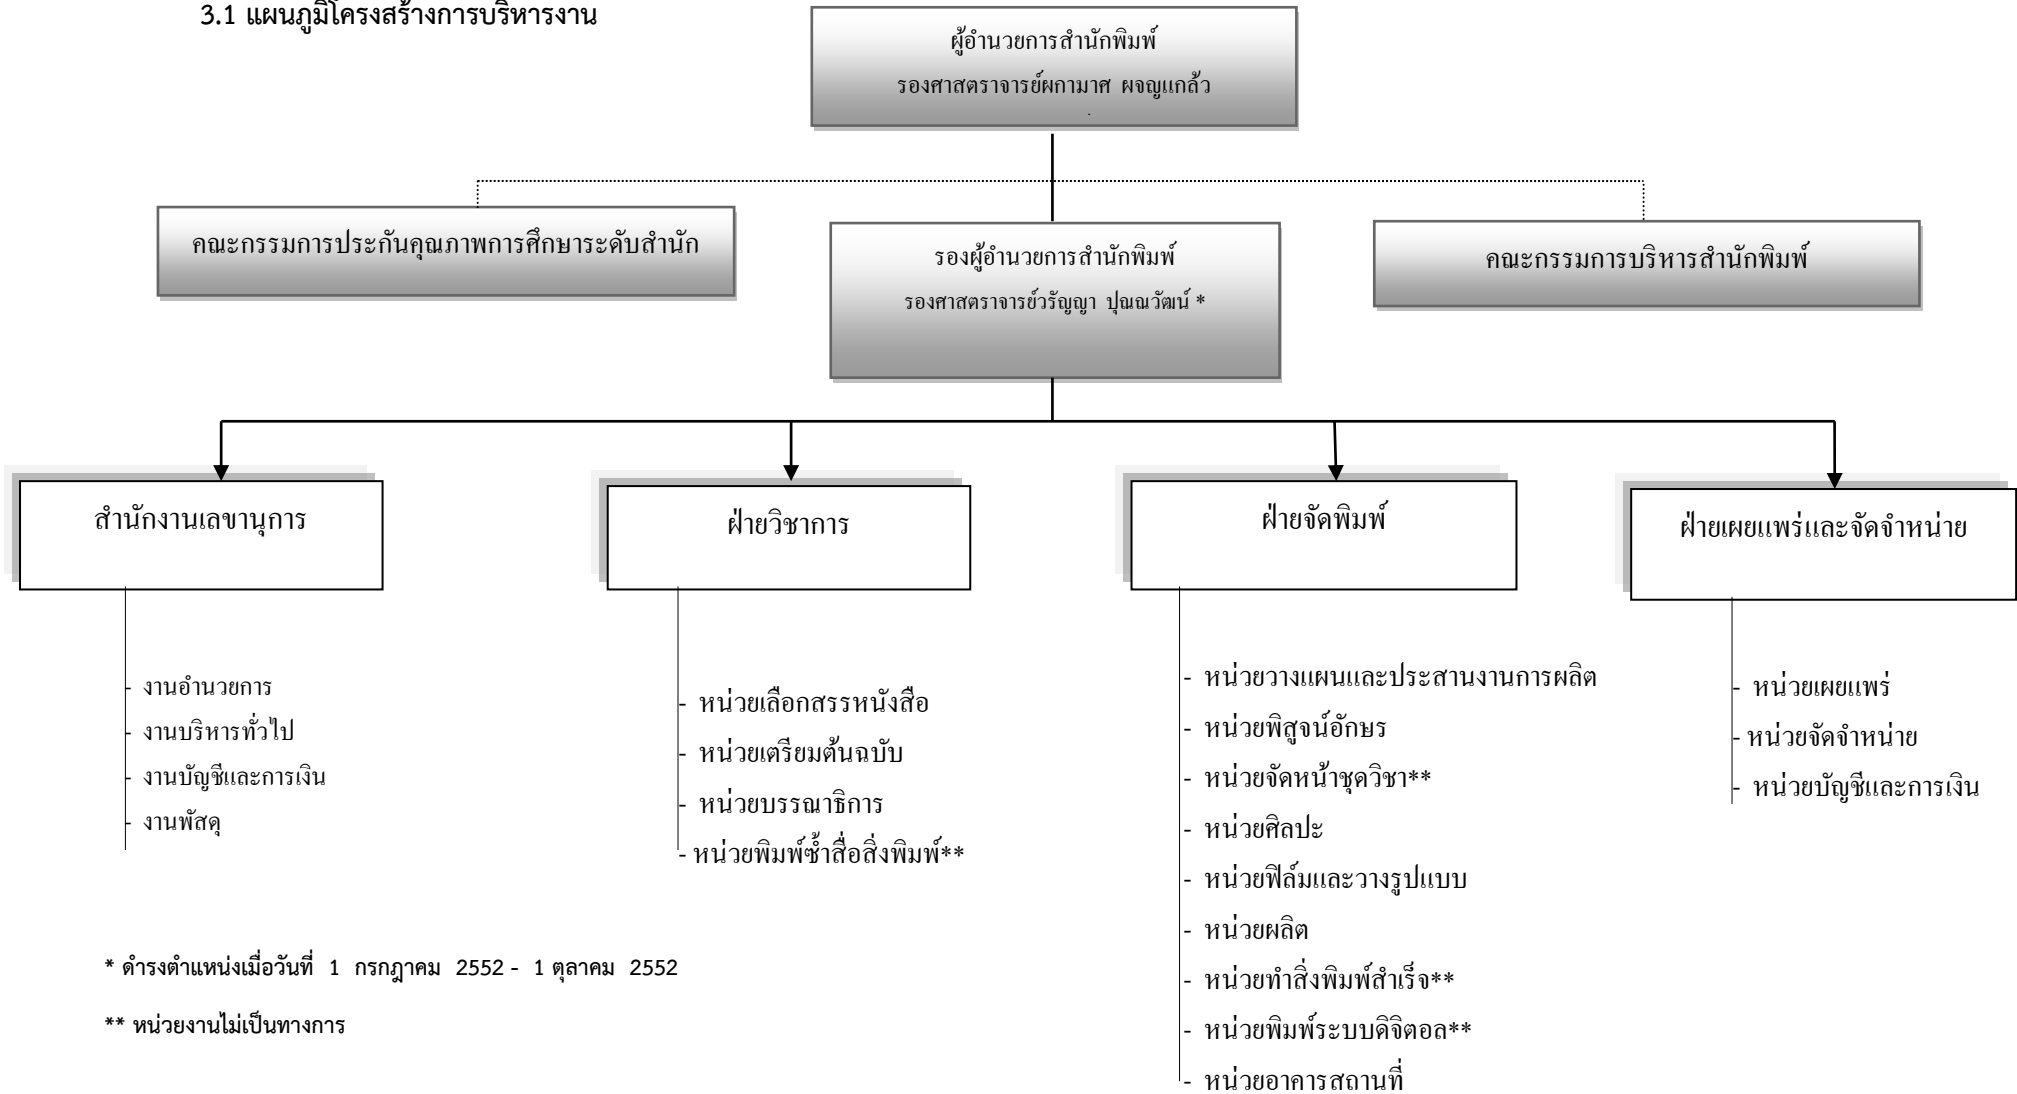 3.1 แผนภูมิโครงสร้างการบริหารงาน
ผู้อำนวยการสำนักพิมพ์
รองศาสตราจารย์ผกามาศ ผจญแกล้ว
คณะกรรมการประกันคุณภาพการศึกษาระดับสำนัก
รองผู้อำนวยการสำนักพิมพ์
รองศาสตราจารย์วรัญญา ปุณณวัฒน์ *
คณะกรรมการบริหารสำนักพิมพ์
สำนักงานเลขานุการ
- งานอำนวยการ
- งานบริหารทั่วไป
- งานบัญชีและการเงิน
- งานพัสดุ
ฝ่ายวิชาการ
- หน่วยเลือกสรรหนังสือ
- หน่วยเตรียมต้นฉบับ
- หน่วยบรรณาธิการ
- หน่วยพิมพ์ซ้ำสื่อสิ่งพิมพ์**
ฝ่ายจัดพิมพ์
- หน่วยวางแผนและประสานงานการผลิต
- หน่วยพิสูจน์อักษร
- หน่วยจัดหน้าชุดวิชา**
- หน่วยศิลปะ
- หน่วยฟิล์มและวางรูปแบบ
- หน่วยผลิต
- หน่วยทำสิ่งพิมพ์สำเร็จ**
- หน่วยพิมพ์ระบบดิจิตอล**
- หน่วยอาคารสถานที่
ฝ่ายเผยแพร่และจัดจำหน่าย
- หน่วยเผยแพร่
- หน่วยจัดจำหน่าย
- หน่วยบัญชีและการเงิน
* ดำรงตำแหน่งเมื่อวันที่ 1 กรกฎาคม 2552 - 1 ตุลาคม 2552
** หน่วยงานไม่เป็นทางการ